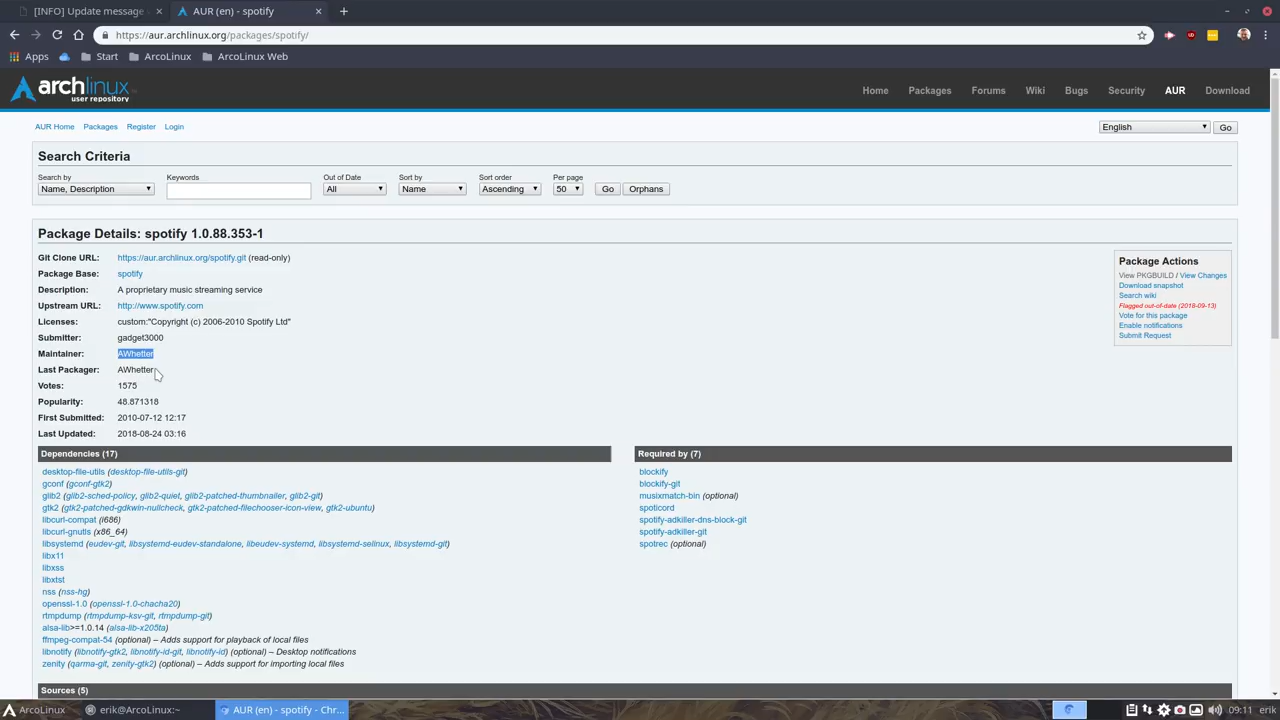 [INFO] Update message
AUR (en) - spotify
https://aur.archlinux.org/packages/spotify/
Apps Start ArcoLinux ArcoLinux Web
archlinux
user repository
Home Packages Forums Wiki Bugs Security AUR Download
AUR Home Packages Register Login
English Go
Search Criteria
Search by Keywords Out of Date Sort by Sort order Per page
Name, Description All Name Ascending 50 Go Orphans
Package Details: spotify 1.0.88.353-1
Git Clone URL: https://aur.archlinux.org/spotify.git (read-only)
Package Base: spotify
Description: A proprietary music streaming service
Upstream URL: http://www.spotify.com
Licenses: custom:"Copyright (c) 2006-2010 Spotify Ltd"
Submitter: gadget3000
Maintainer: AWhetter
Last Packager: AWhetter
Votes: 1575
Popularity: 48.871318
First Submitted: 2010-07-12 12:17
Last Updated: 2018-08-24 03:16
Package Actions
View PKGBUILD / View Changes
Download snapshot
Search wiki
Flagged out-of-date (2018-09-13)
Vote for this package
Enable notifications
Submit Request
Dependencies (17)
desktop-file-utils (desktop-file-utils-git)
gconf (gconf-gtk2)
glib2 (glib2-sched-policy, glib2-quiet, glib2-patched-thumbnailer, glib2-git)
gtk2 (gtk2-patched-gdkwin-nullcheck, gtk2-patched-filechooser-icon-view, gtk2-ubuntu)
libcurl-compat (i686)
libcurl-gnutls (x86_64)
libsystemd (eudev-git, libsystemd-eudev-standalone, libeudev-systemd, libsystemd-selinux, libsystemd-git)
libx11
libxss
libxtst
nss (nss-hg)
openssl-1.0 (openssl-1.0-chacha20)
rtmpdump (rtmpdump-ksv-git, rtmpdump-git)
alsa-lib>=1.0.14 (alsa-lib-x205ta)
ffmpeg-compat-54 (optional) – Adds support for playback of local files
libnotify (libnotify-gtk2, libnotify-id-git, libnotify-id) (optional) – Desktop notifications
zenity (qarma-git, zenity-gtk2) (optional) – Adds support for importing local files
Required by (7)
blockify
blockify-git
musixmatch-bin (optional)
spoticord
spotify-adkiller-dns-block-git
spotify-adkiller-git
spotrec (optional)
Sources (5)
ArcoLinux erik@ArcoLinux:~ AUR (en) - spotify - Chr... 09:11 erik